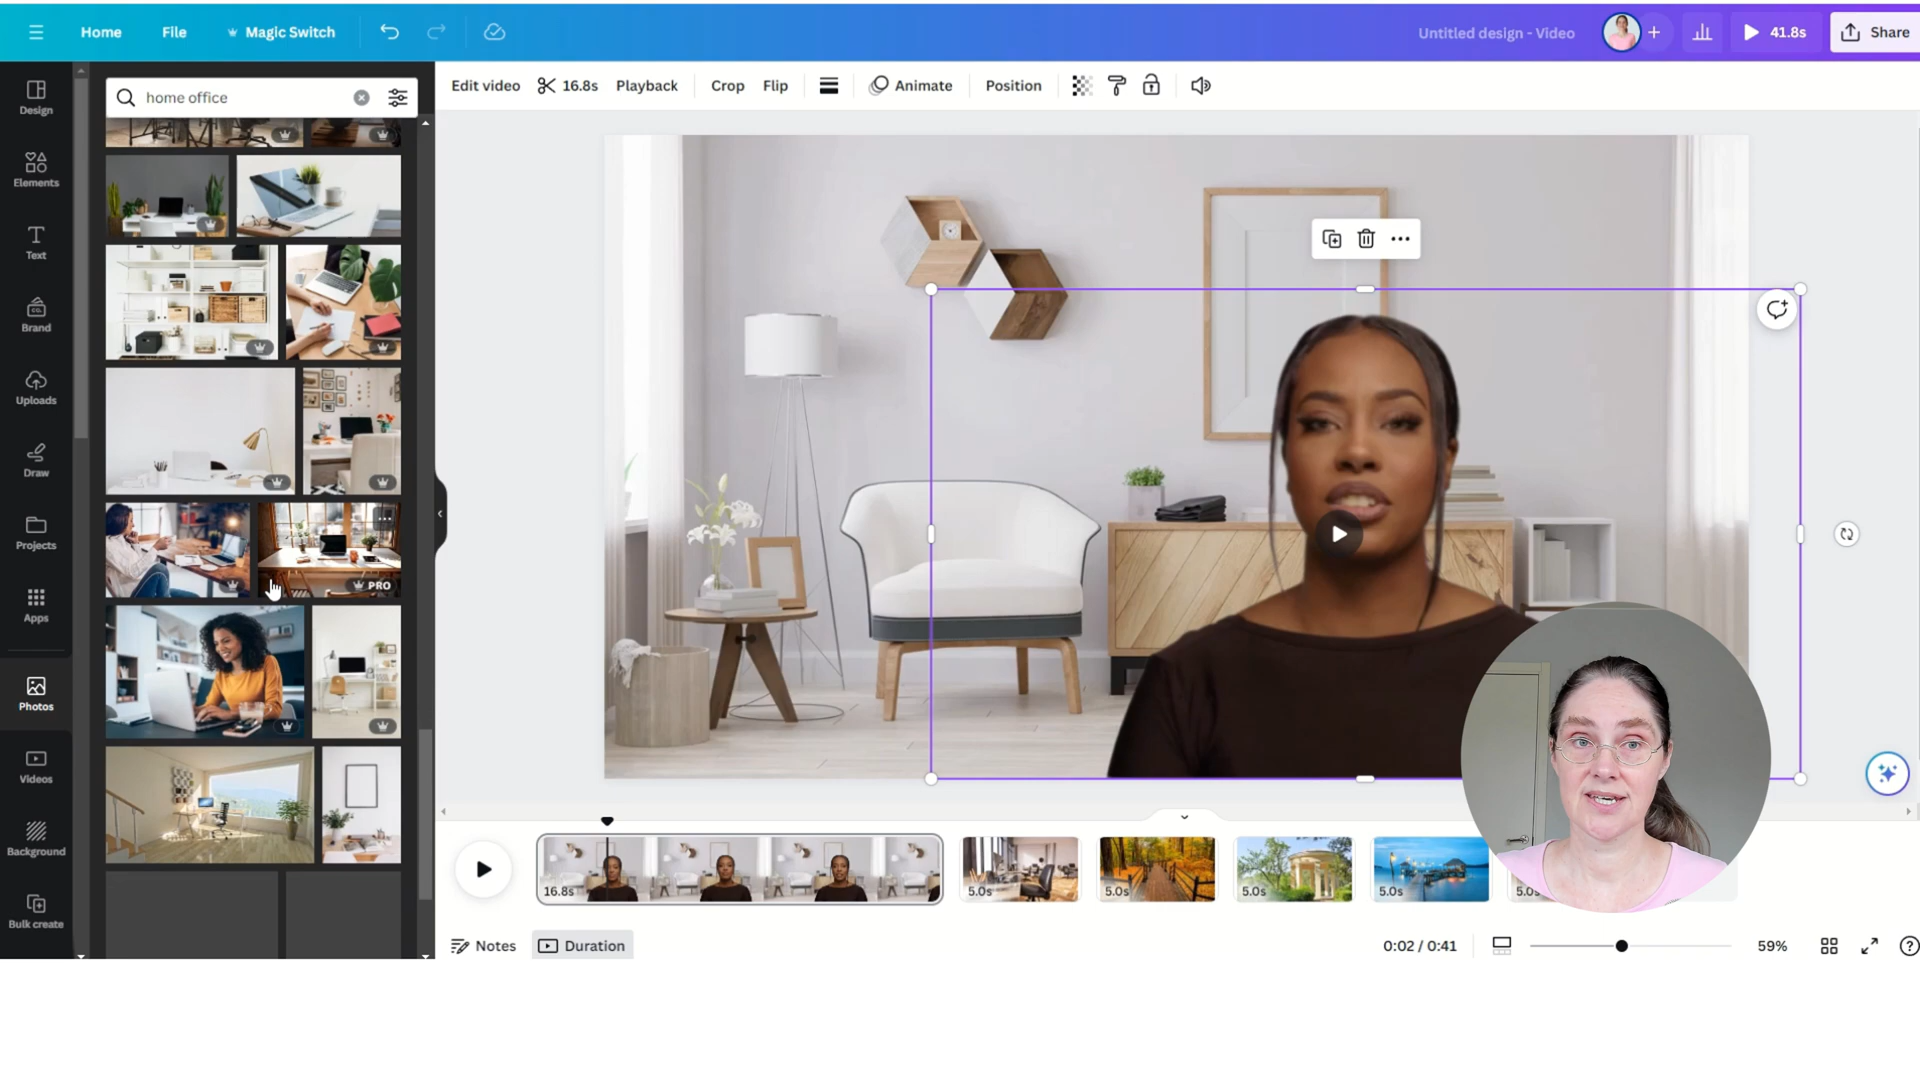 Home File Magic Switch Untitled design - Video + 41.8s Share
Design
Elements
Text
Brand
Uploads
Draw
Projects
Apps
Photos
Videos
Background
Bulk create
home office
PRO
Edit video 16.8s Playback Crop Flip Animate Position
16.8s 5.0s 5.0s 5.0s 5.0s 5.0s
Notes Duration 0:02 / 0:41 59% ?